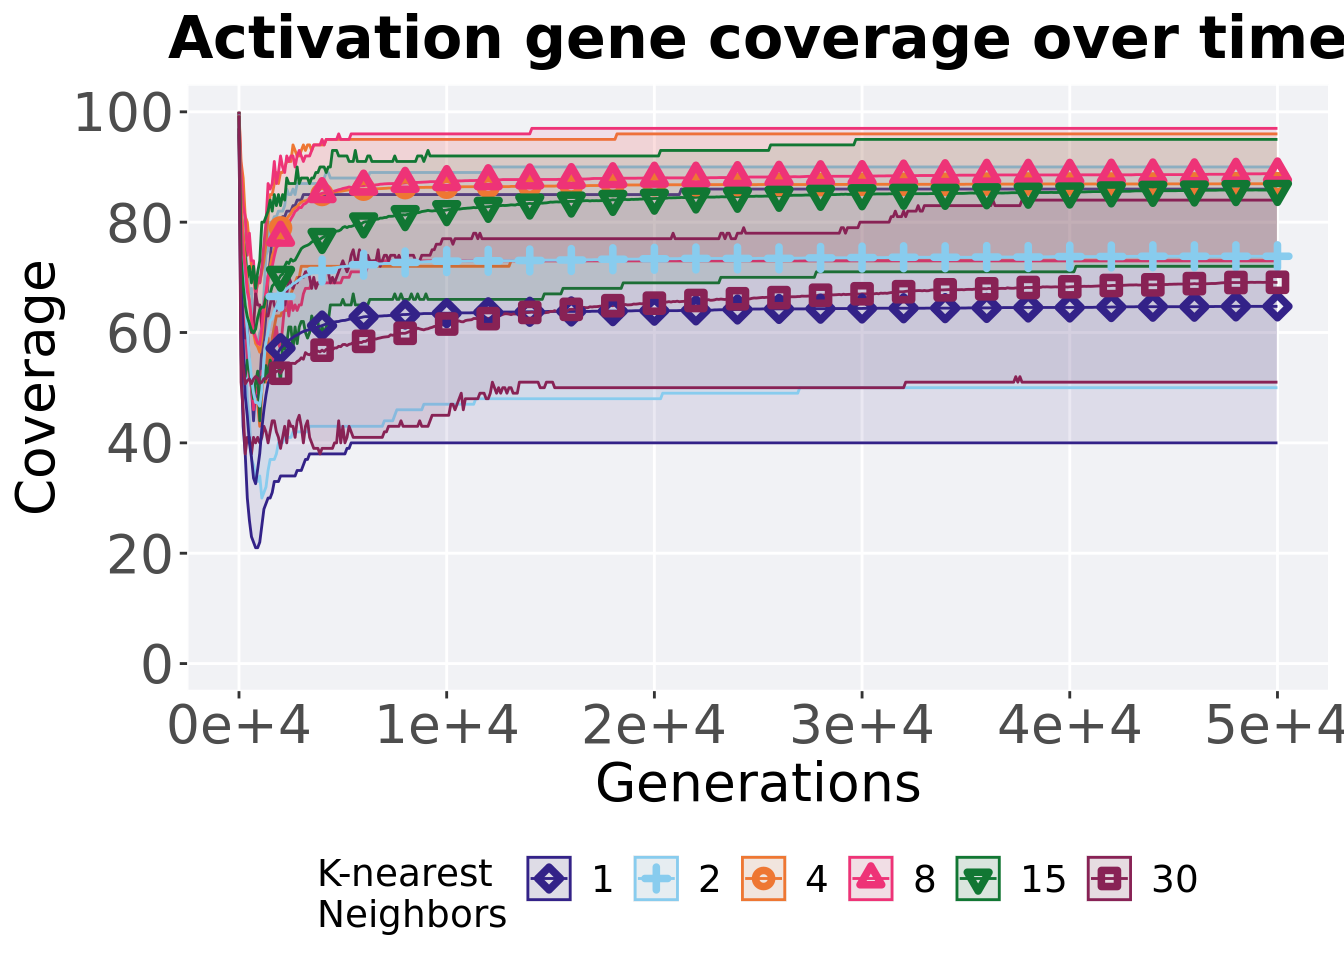 Activation gene coverage over time
100
80
60
40
20
0
Coverage
0e+4 1e+4 2e+4 3e+4 4e+4 5e+4
Generations
K-nearest
Neighbors
1 2 4 8 15 30